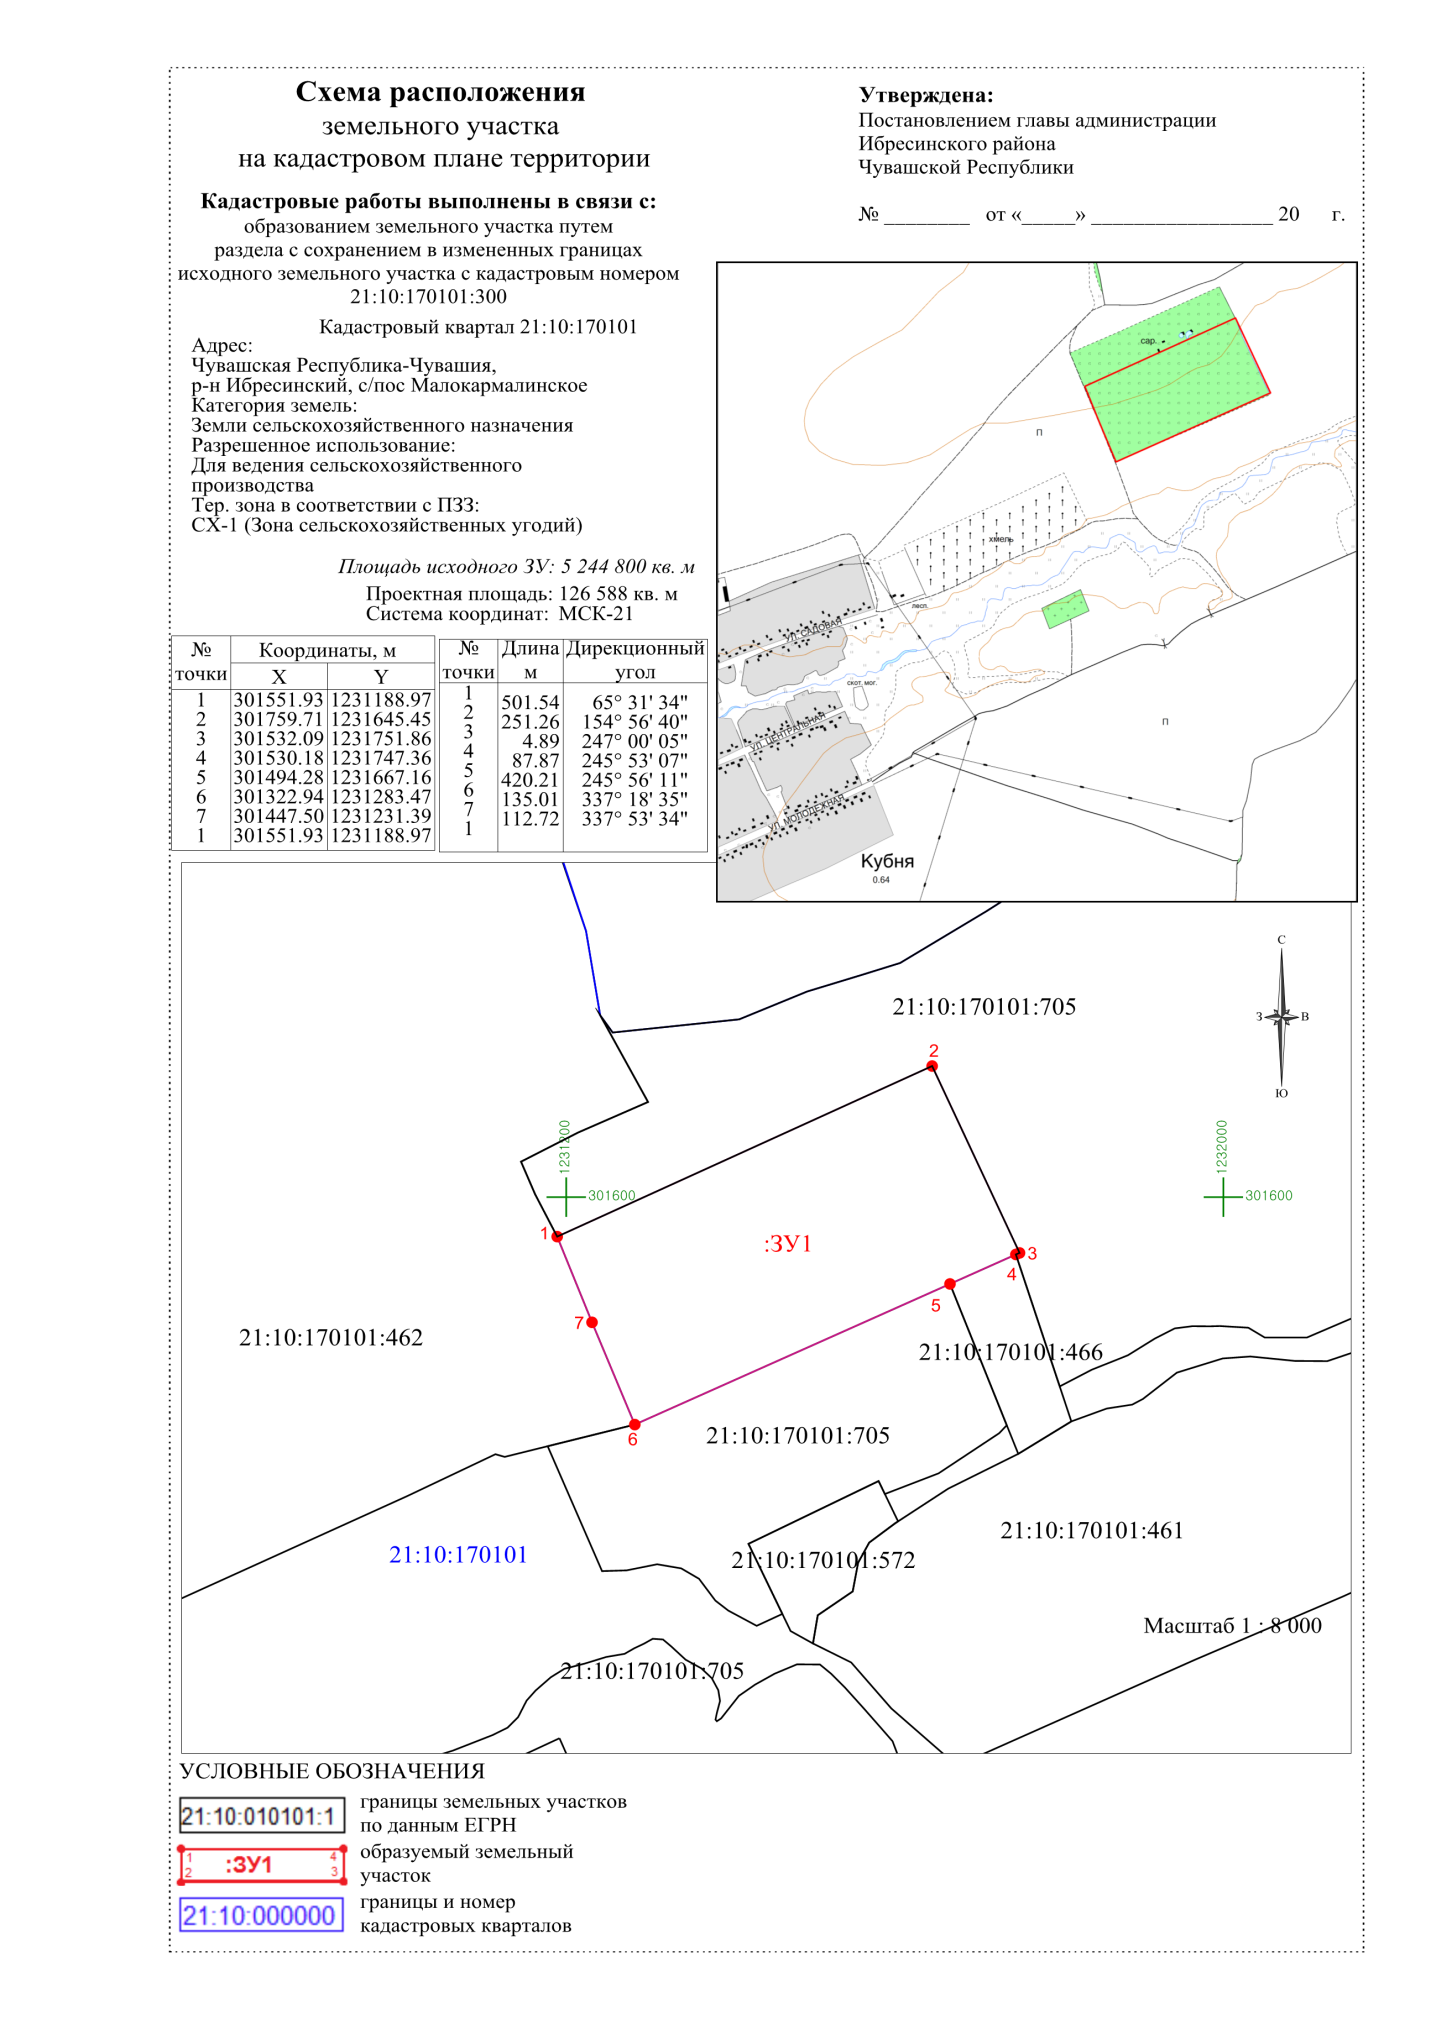 Схема расположения
земельного участка
на кадастровом плане территории
Утверждена:
Постановлением главы администрации
Ибресинского района
Чувашской Республики
№ ________ от «_____» _________________ 20 г.
Кадастровые работы выполнены в связи с:
образованием земельного участка путем
раздела с сохранением в измененных границах
исходного земельного участка с кадастровым номером
21:10:170101:300
Кадастровый квартал 21:10:170101
Адрес:
Чувашская Республика-Чувашия,
р-н Ибресинский, с/пос Малокармалинское
Категория земель:
Земли сельскохозяйственного назначения
Разрешенное использование:
Для ведения сельскохозяйственного
производства
Тер. зона в соответствии с ПЗЗ:
СХ-1 (Зона сельскохозяйственных угодий)
Площадь исходного ЗУ: 5 244 800 кв. м
Проектная площадь: 126 588 кв. м
Система координат: МСК-21
№ точки Координаты, м
X Y
1 301551.93 1231188.97
2 301759.71 1231645.45
3 301532.09 1231751.86
4 301530.18 1231747.36
5 301494.28 1231667.16
6 301322.94 1231283.47
7 301447.50 1231231.39
1 301551.93 1231188.97
№ точки Длина м Дирекционный угол
1
501.54 65° 31' 34"
2
251.26 154° 56' 40"
3
4.89 247° 00' 05"
4
87.87 245° 53' 07"
5
420.21 245° 56' 11"
6
135.01 337° 18' 35"
7
112.72 337° 53' 34"
1
сар.
П
хмель
лесп.
УЛ. САДОВАЯ
скот. мог.
УЛ. ЦЕНТРАЛЬНАЯ
П
УЛ. МОЛОДЕЖНАЯ
Кубня
0.64
С
З В
Ю
21:10:170101:705
2
1231200
301600
1232000
301600
1
:ЗУ1
3
4
5
7
21:10:170101:462
21:10:170101:466
6
21:10:170101:705
21:10:170101
21:10:170101:572
21:10:170101:461
Масштаб 1 : 8 000
21:10:170101:705
УСЛОВНЫЕ ОБОЗНАЧЕНИЯ
21:10:010101:1
границы земельных участков
по данным ЕГРН
1 :ЗУ1 4
2 3
образуемый земельный
участок
21:10:000000
границы и номер
кадастровых кварталов